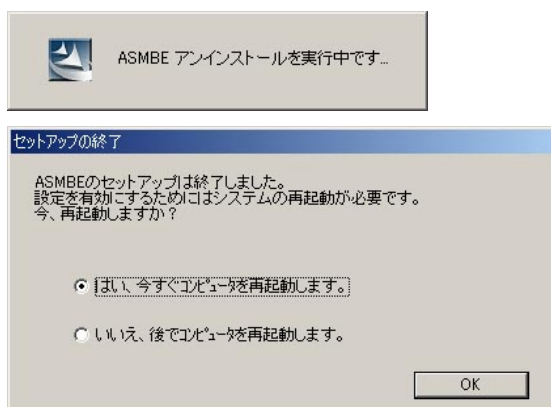 ASMBE アンインストールを実行中です...
セットアップの終了
ASMBEのセットアップは終了しました。
設定を有効にするためにはシステムの再起動が必要です。
今、再起動しますか？
はい、今すぐコンピュータを再起動します。
いいえ、後でコンピュータを再起動します。
OK